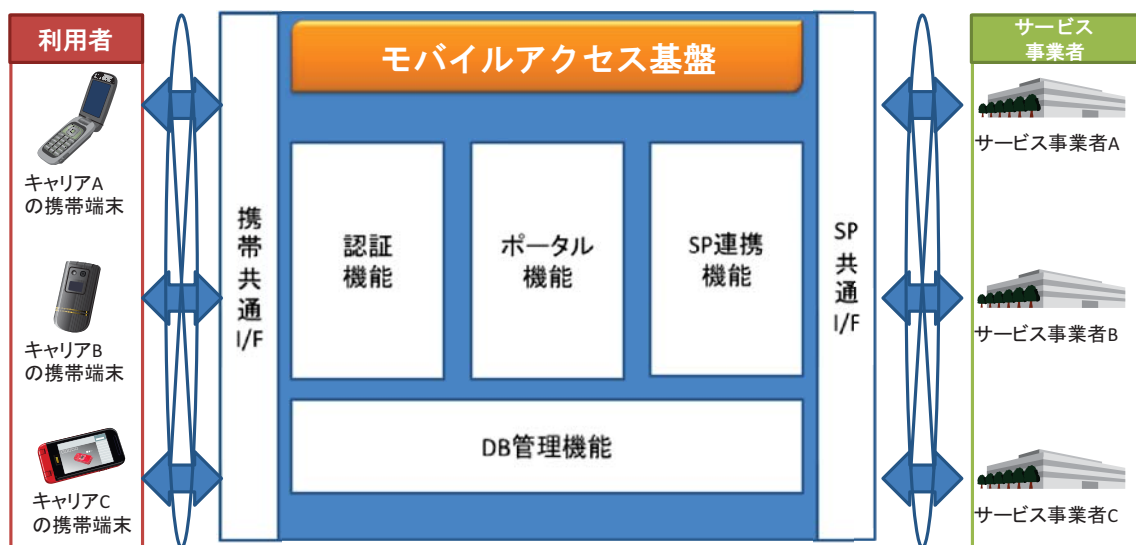 利用者
キャリアA
の携帯端末
キャリアB
の携帯端末
キャリアC
の携帯端末
携
帯
共
通
I/F
モバイルアクセス基盤
認証
機能
ポータル
機能
SP連携
機能
DB管理機能
SP
共
通
I/F
サービス
事業者
サービス事業者A
サービス事業者B
サービス事業者C